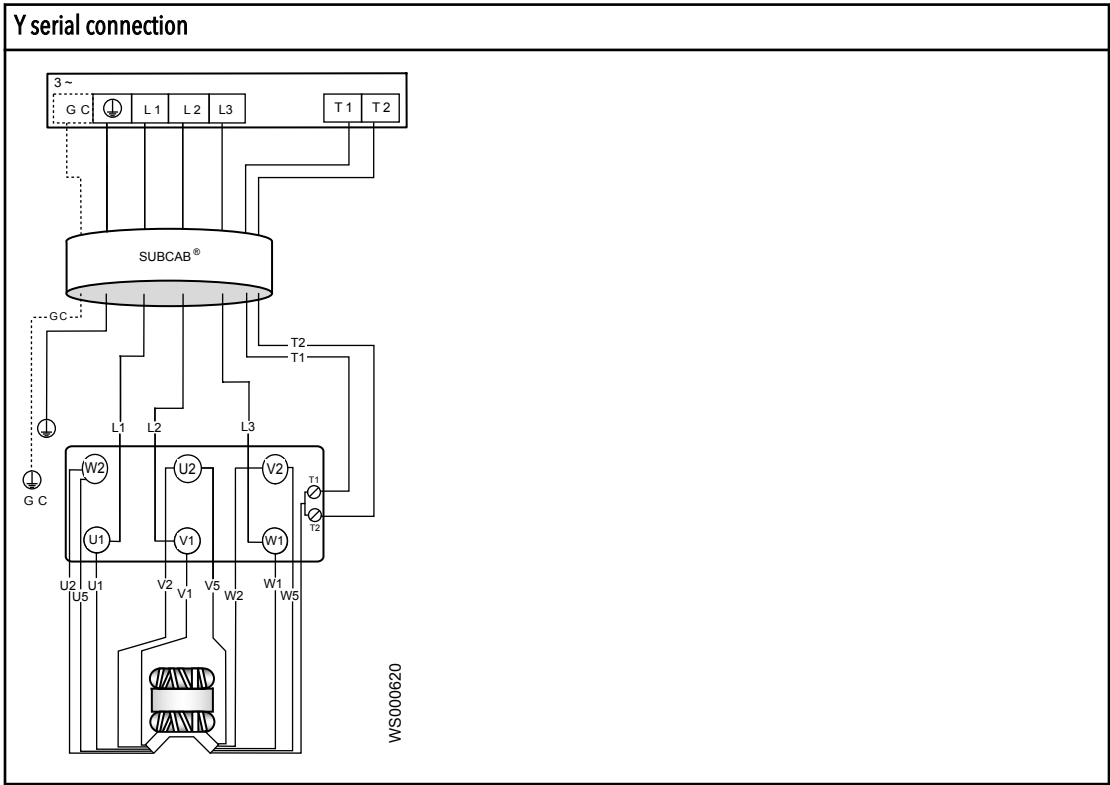 Y serial connection
3 ~
G C L 1 L 2 L3 T 1 T 2
SUBCAB ®
GC
T2
T1
L1 L2 L3
W2 U2 V2
T1
G C
T2
U1 V1 W1
U2 U1 V2 V5 W1
U5 V1 W2 W5
WS000620